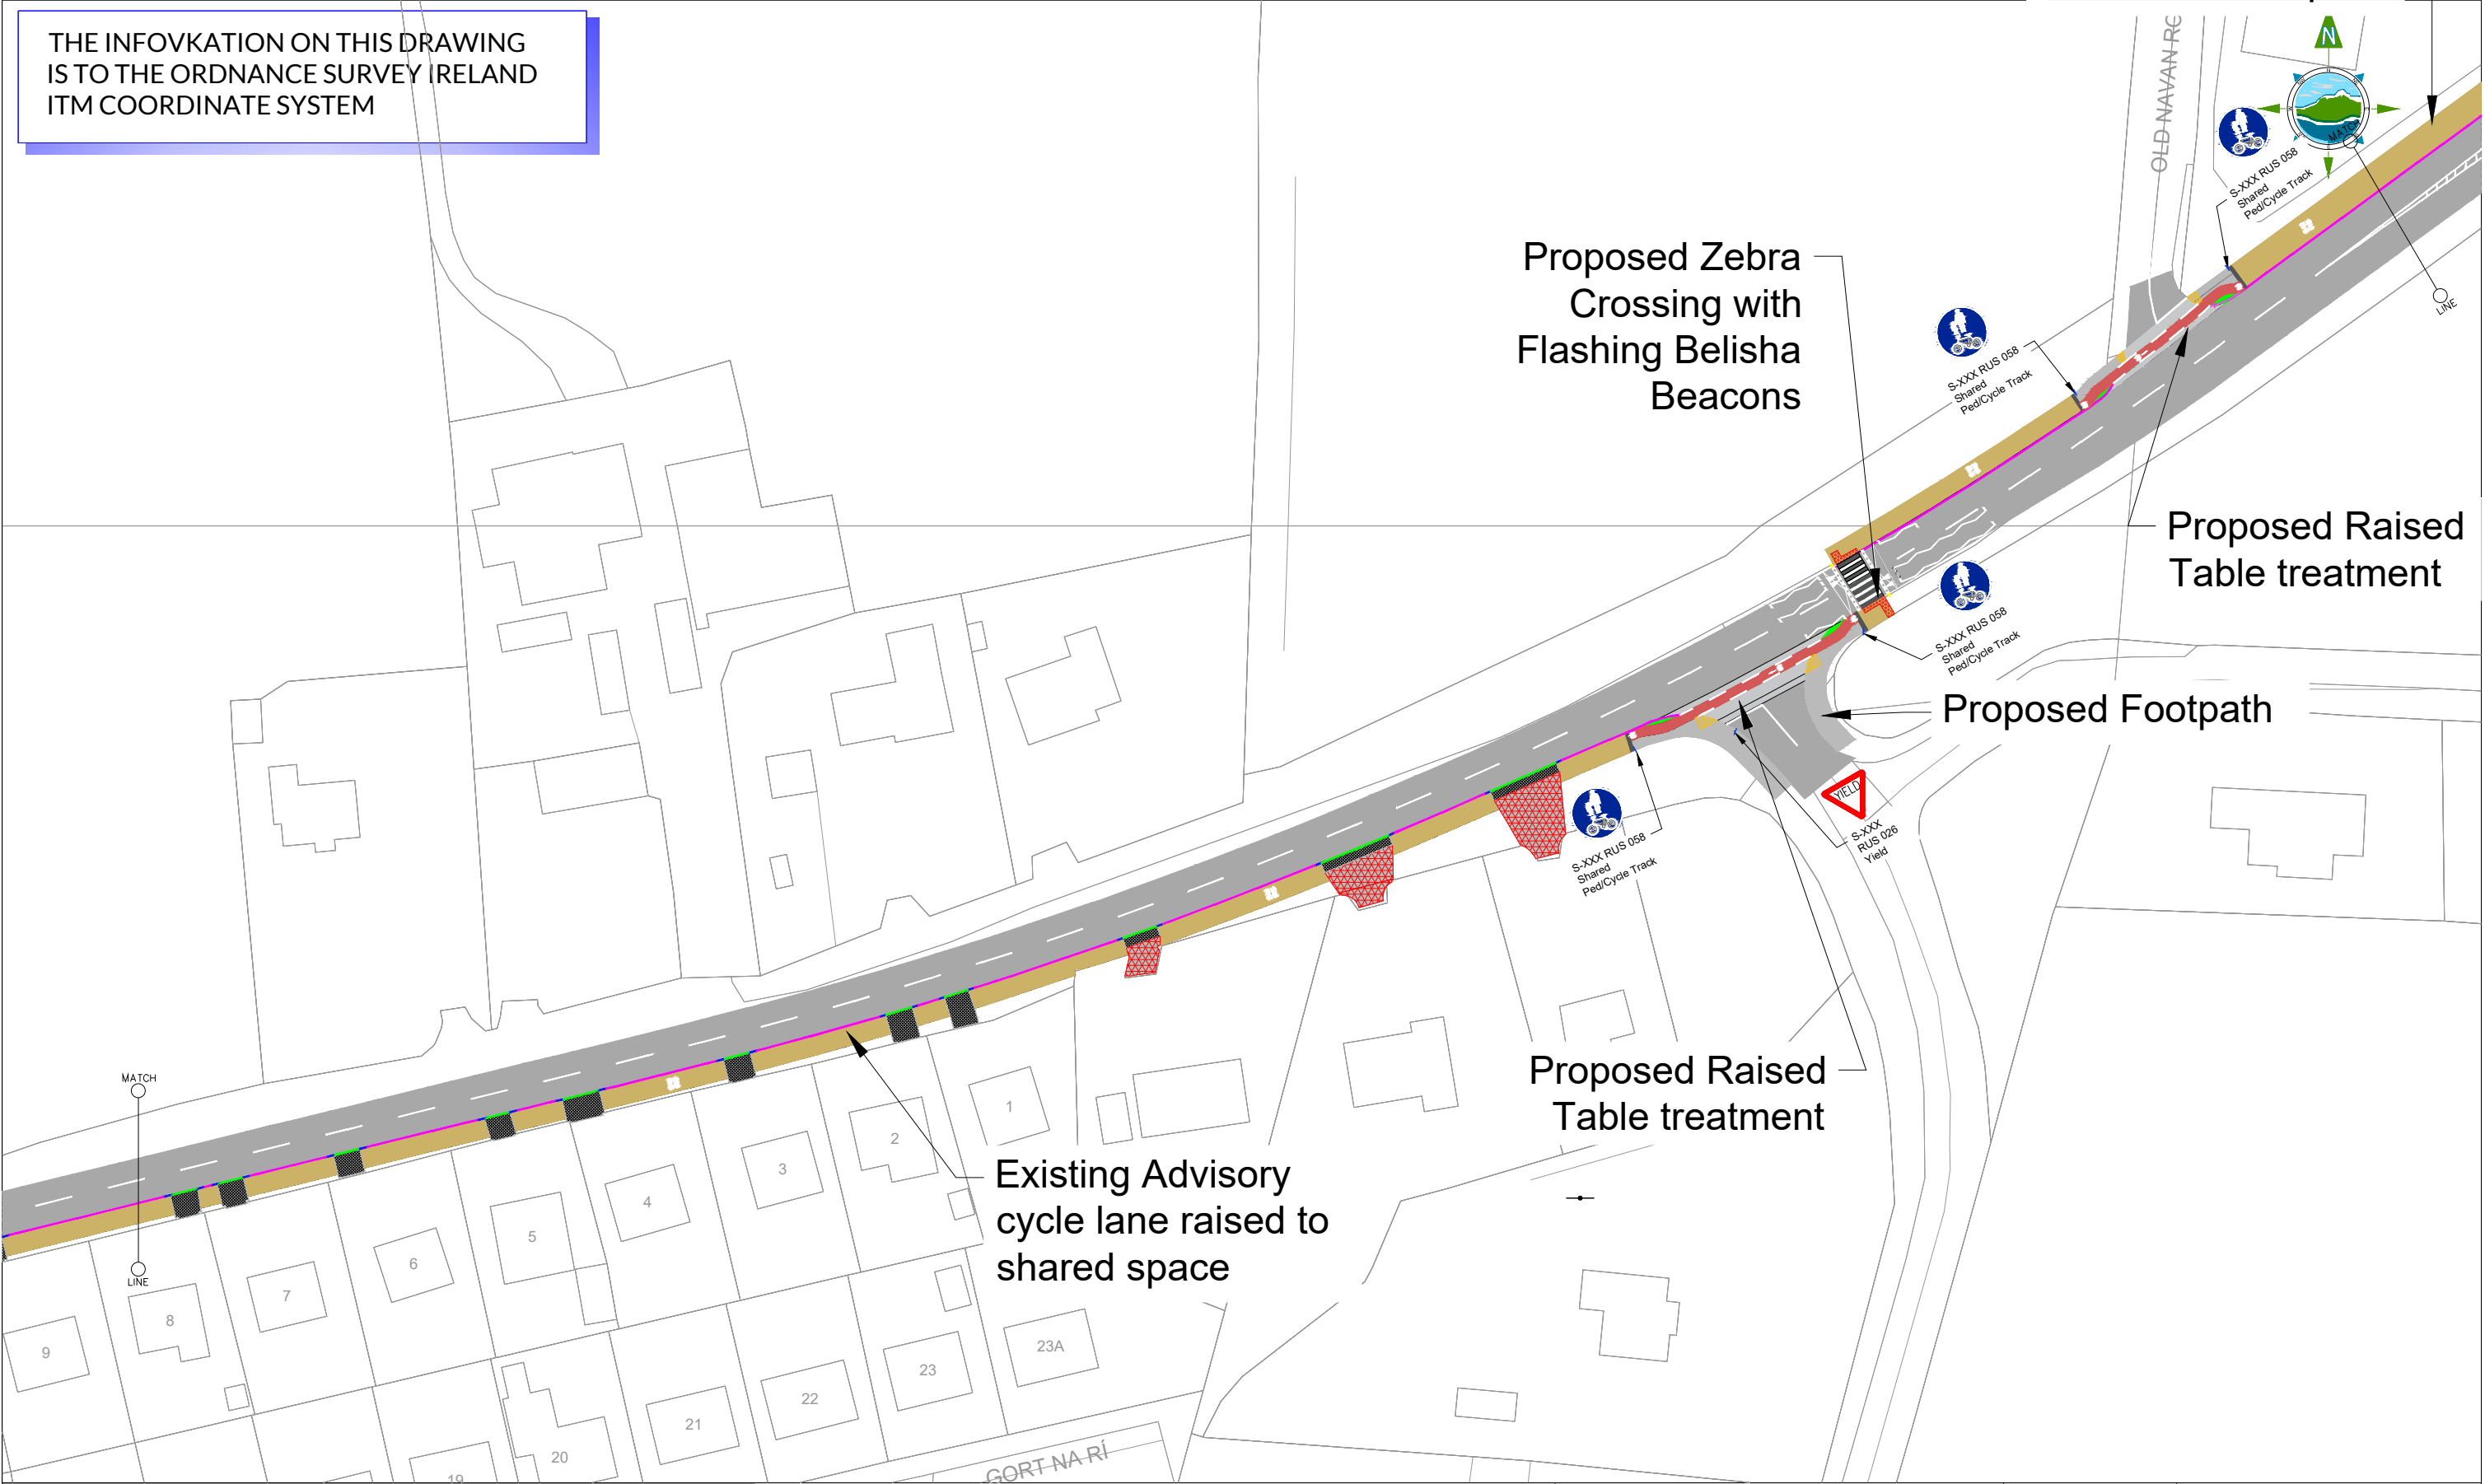 THE INFOVKATION ON THIS DRAWING
IS TO THE ORDNANCE SURVEY IRELAND
ITM COORDINATE SYSTEM
N
OLD NAVAN
MATCH
LINE
S-XXX RUS 058
Shared
Ped/Cycle Track
Proposed Zebra
Crossing with
Flashing Belisha
Beacons
S-XXX RUS 058
Shared
Ped/Cycle Track
Proposed Raised
Table treatment
S-XXX RUS 058
Shared
Ped/Cycle Track
Proposed Footpath
YIELD
S-XXX
RUS 026
Yield
S-XXX RUS 058
Shared
Ped/Cycle Track
Proposed Raised
Table treatment
Existing Advisory
cycle lane raised to
shared space
MATCH
LINE
1
2
3
4
5
6
7
8
9
23A
23
22
21
20
19
GORT NA RÍ